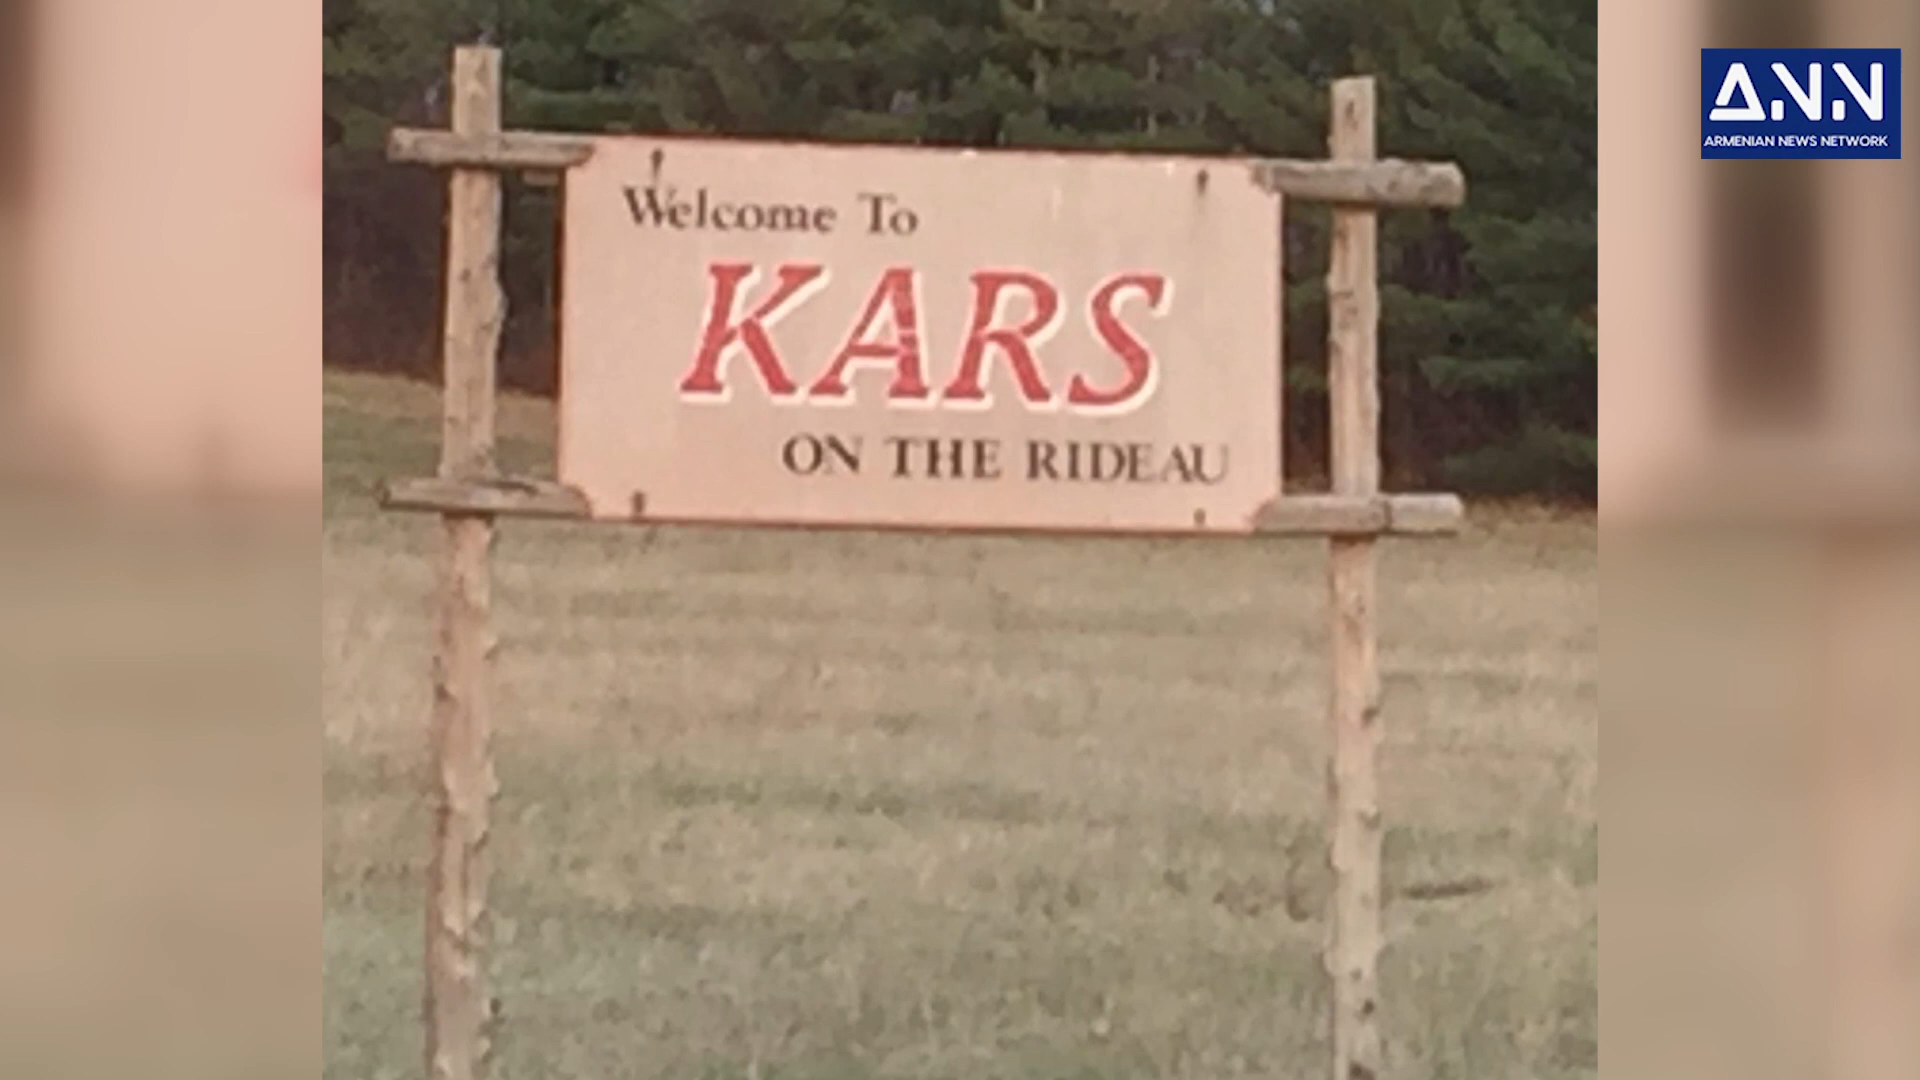 Welcome To
KARS
ON THE RIDEAU
ANN
ARMENIAN NEWS NETWORK